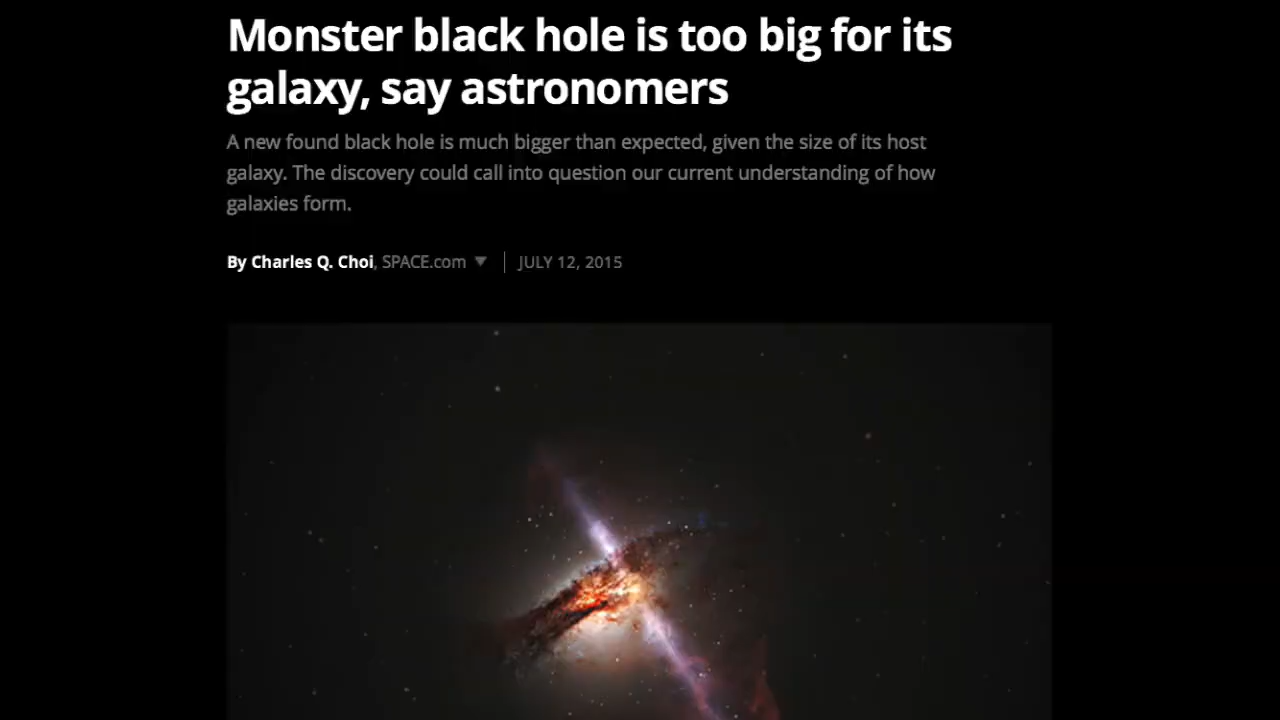 Monster black hole is too big for its
galaxy, say astronomers
A new found black hole is much bigger than expected, given the size of its host
galaxy. The discovery could call into question our current understanding of how
galaxies form.
By Charles Q. Choi, SPACE.com ▼ | JULY 12, 2015